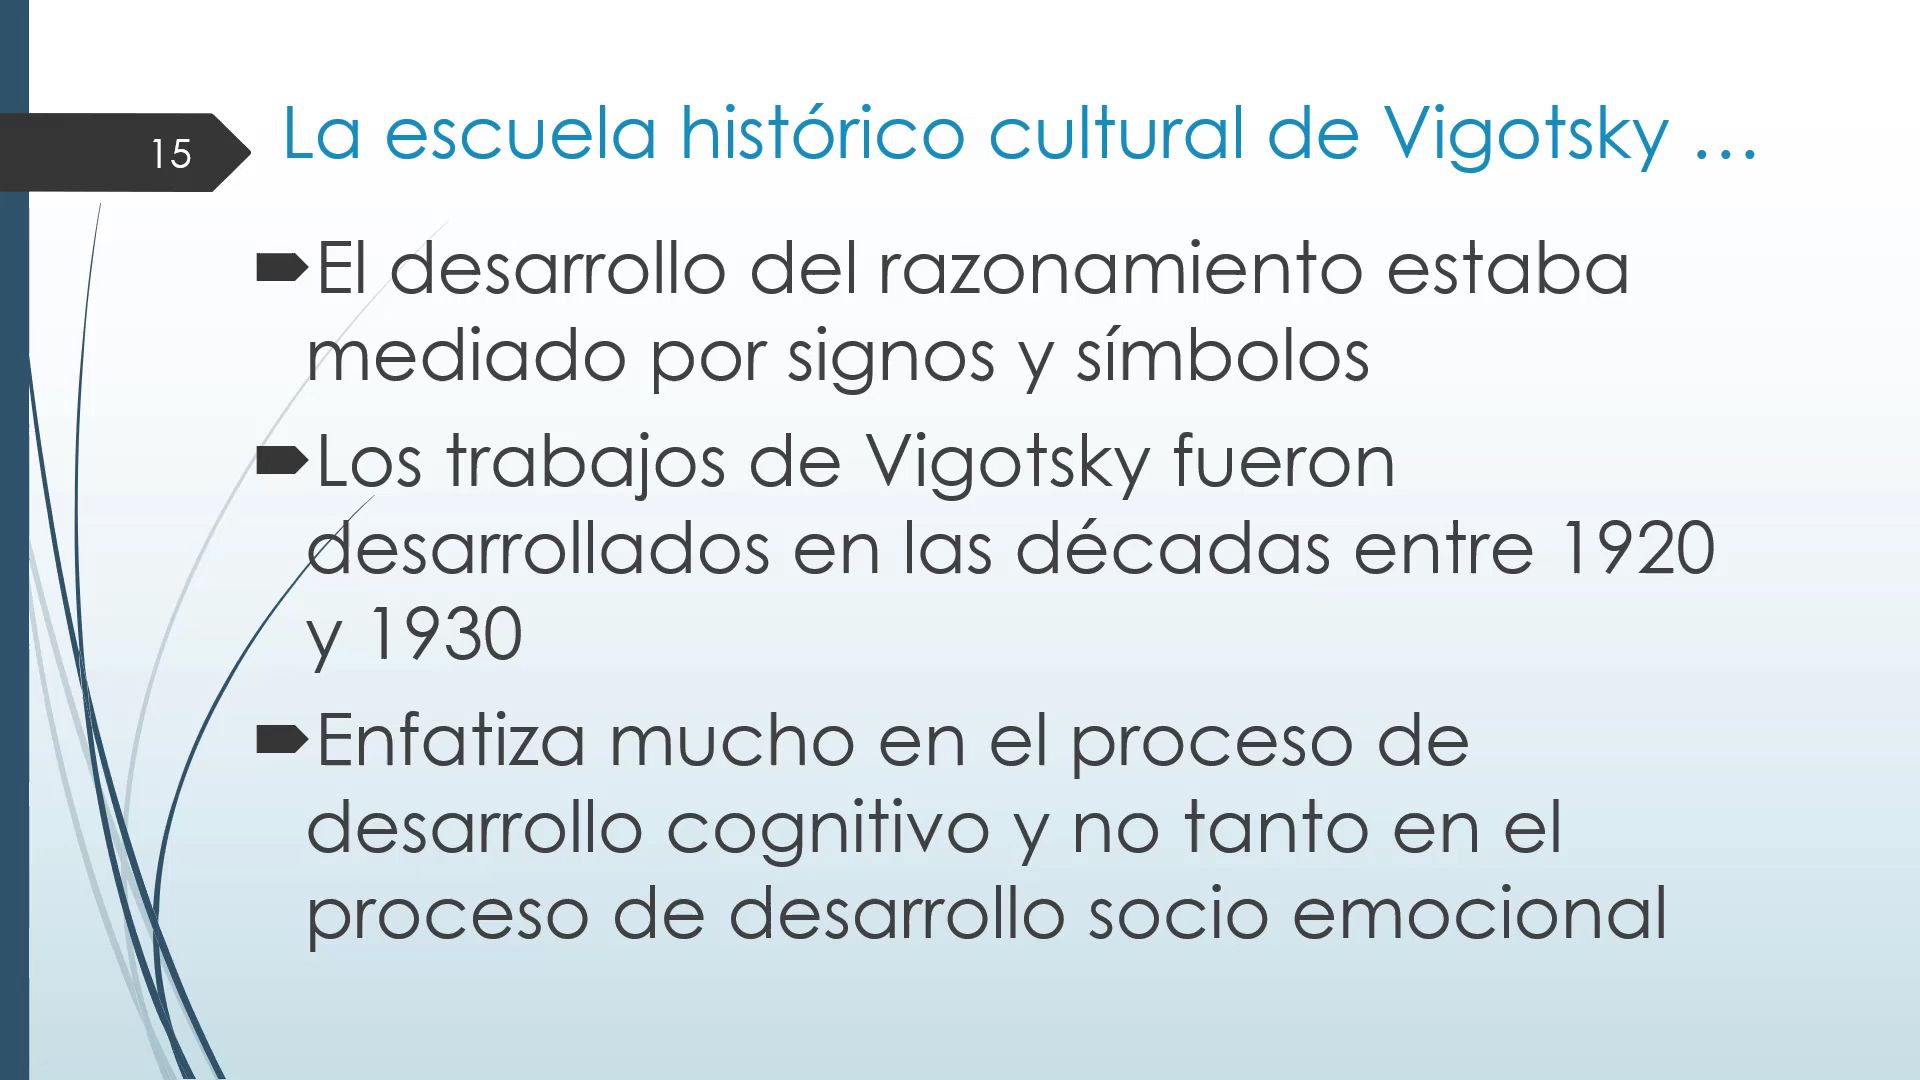 15
La escuela histórico cultural de Vigotsky …
El desarrollo del razonamiento estaba
mediado por signos y símbolos
Los trabajos de Vigotsky fueron
desarrollados en las décadas entre 1920
y 1930
Enfatiza mucho en el proceso de
desarrollo cognitivo y no tanto en el
proceso de desarrollo socio emocional